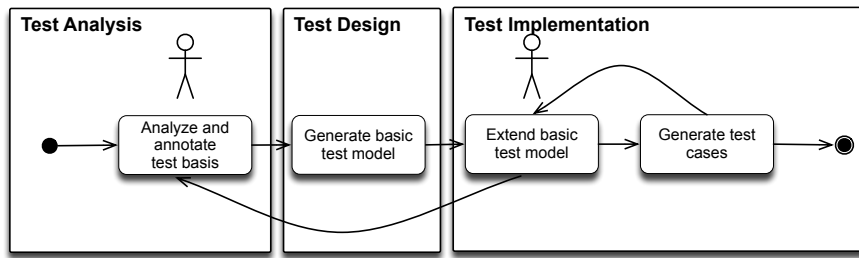 Test Analysis
Test Design
Test Implementation
Analyze and
annotate
test basis
Generate basic
test model
Extend basic
test model
Generate test
cases